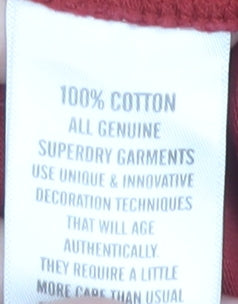 100% COTTON
ALL GENUINE
SUPERDRY GARMENTS
USE UNIQUE & INNOVATIVE
DECORATION TECHNIQUES
THAT WILL AGE
AUTHENTICALLY.
THEY REQUIRE A LITTLE
MORE CARE THAN USUAL